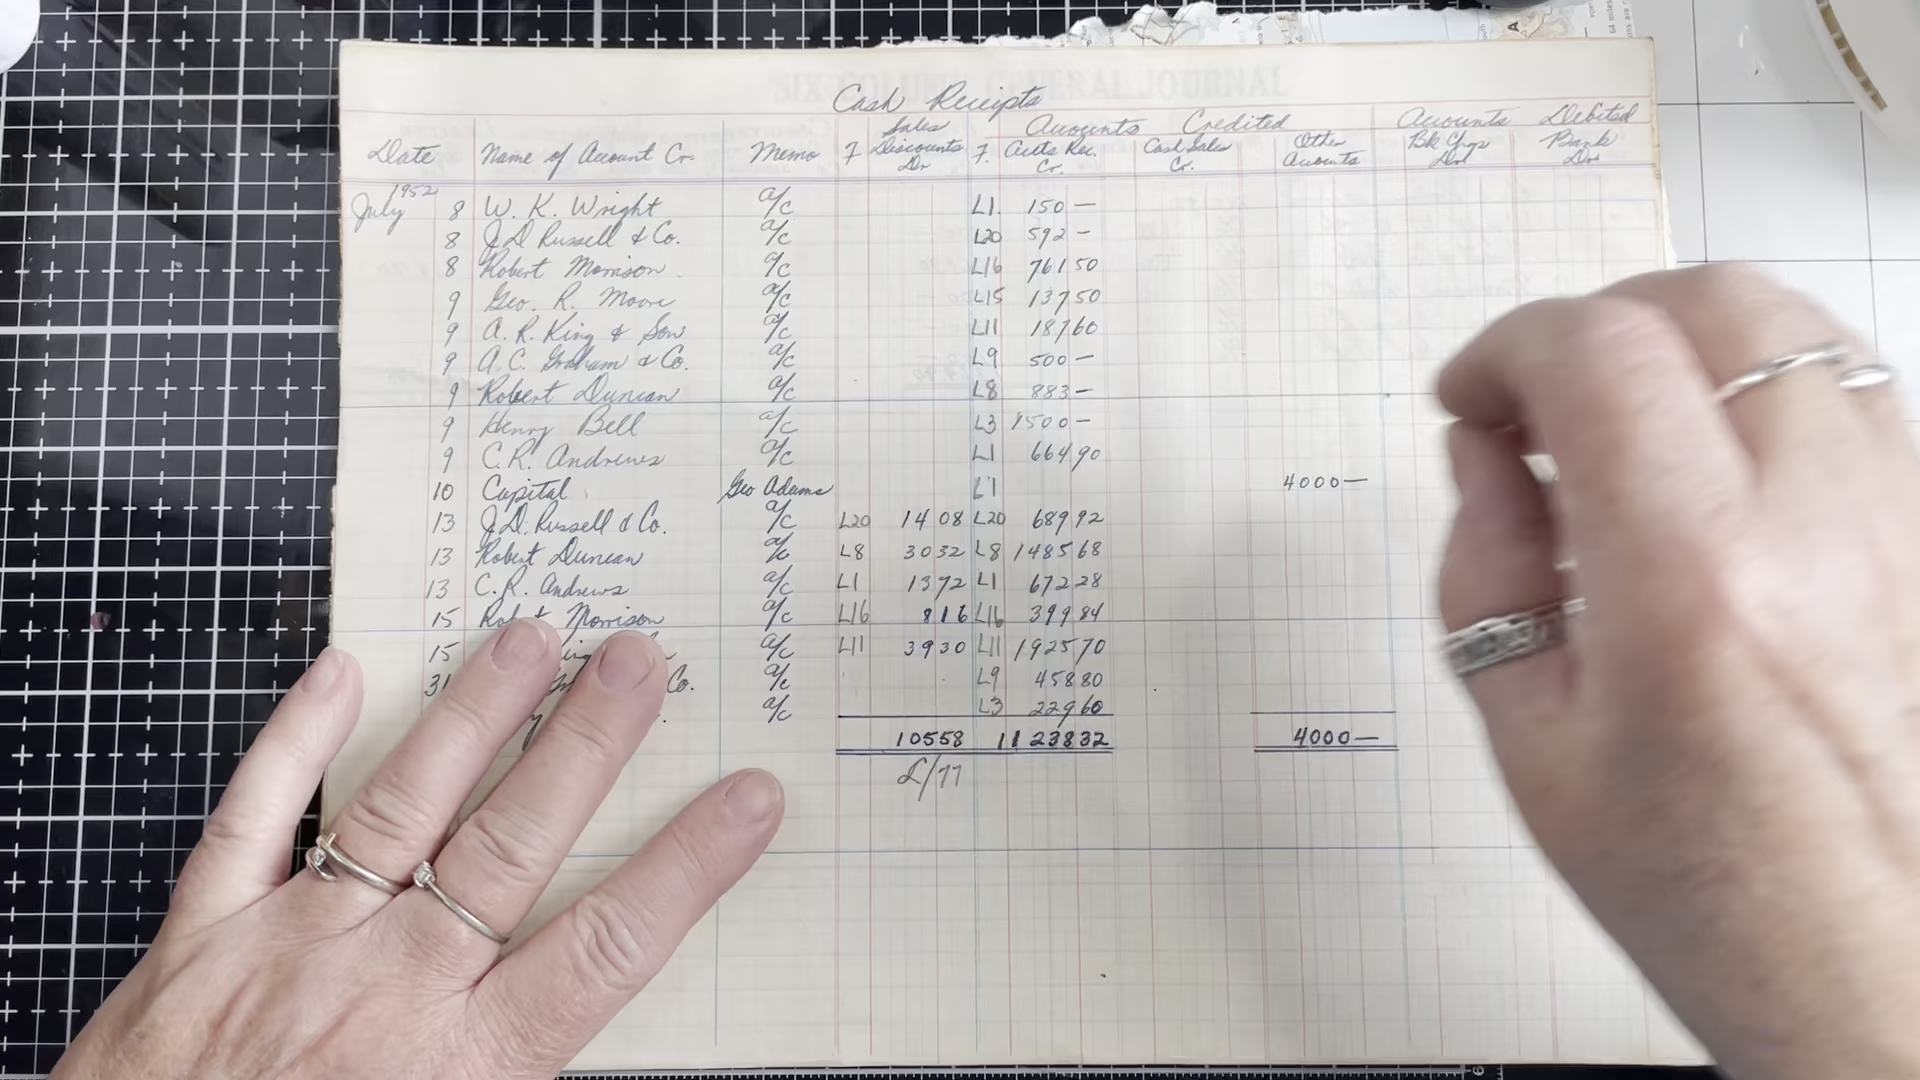 SIX COLUMN GENERAL JOURNAL
Cash Receipts
Accounts Credited Accounts Debited
Date Name of Account Cr. Memo F Sales Discounts Dr F. Accts Rec. Cr. Cash Sales Cr. Other Accounts Bk Chgs Dr. Bank Dr
1952
July 8 W. K. Wright a/c L1. 150 —
8 J.D. Russell & Co. a/c L20 592 —
8 Robert Morrison a/c L16 761 50
9 Geo. R. Moore a/c L15 137 50
9 A. R. King & Son a/c L11 187 60
9 A.C. Graham & Co. a/c L9 500 —
9 Robert Duncan a/c L8 883 —
9 Henry Bell a/c L3 1500 —
9 C.R. Andrews a/c L1 664 90
10 Capital Geo Adams L1 4000 —
13 J.D. Russell & Co. a/c L20 14 08 L20 689 92
13 Robert Duncan a/c L8 30 32 L8 1485 68
13 C.R. Andrews a/c L1 13 72 L1 672 28
15 Robert Morrison a/c L16 8 16 L16 399 84
15 a/c L11 39 30 L11 1925 70
31 Co. a/c L9 458 80
a/c L3 229 60
105 58 11 238 32 4000 —
L/77